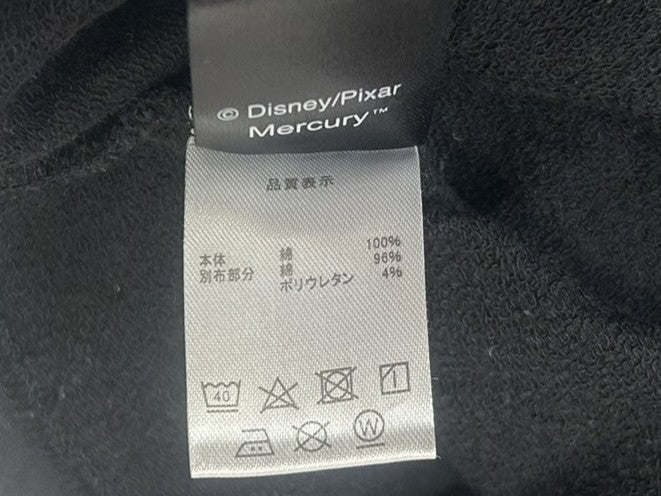 © Disney/Pixar
Mercury™
品質表示
本体 綿 100%
別布部分 綿 96%
ポリウレタン 4%
40
W